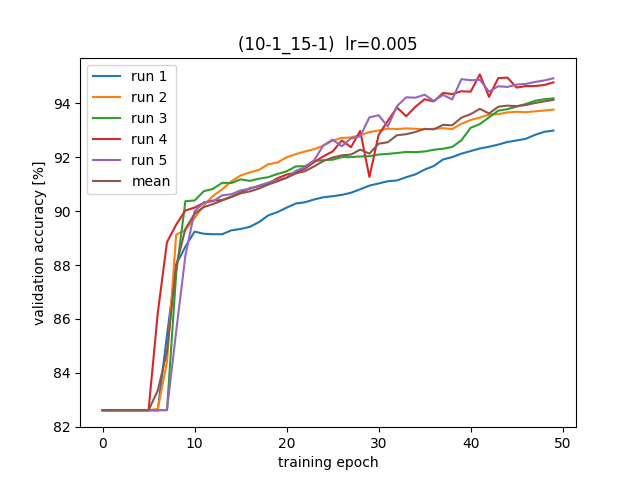 (10-1_15-1)  lr=0.005
validation accuracy [%]
94
92
90
88
86
84
82
run 1
run 2
run 3
run 4
run 5
mean
0 10 20 30 40 50
training epoch